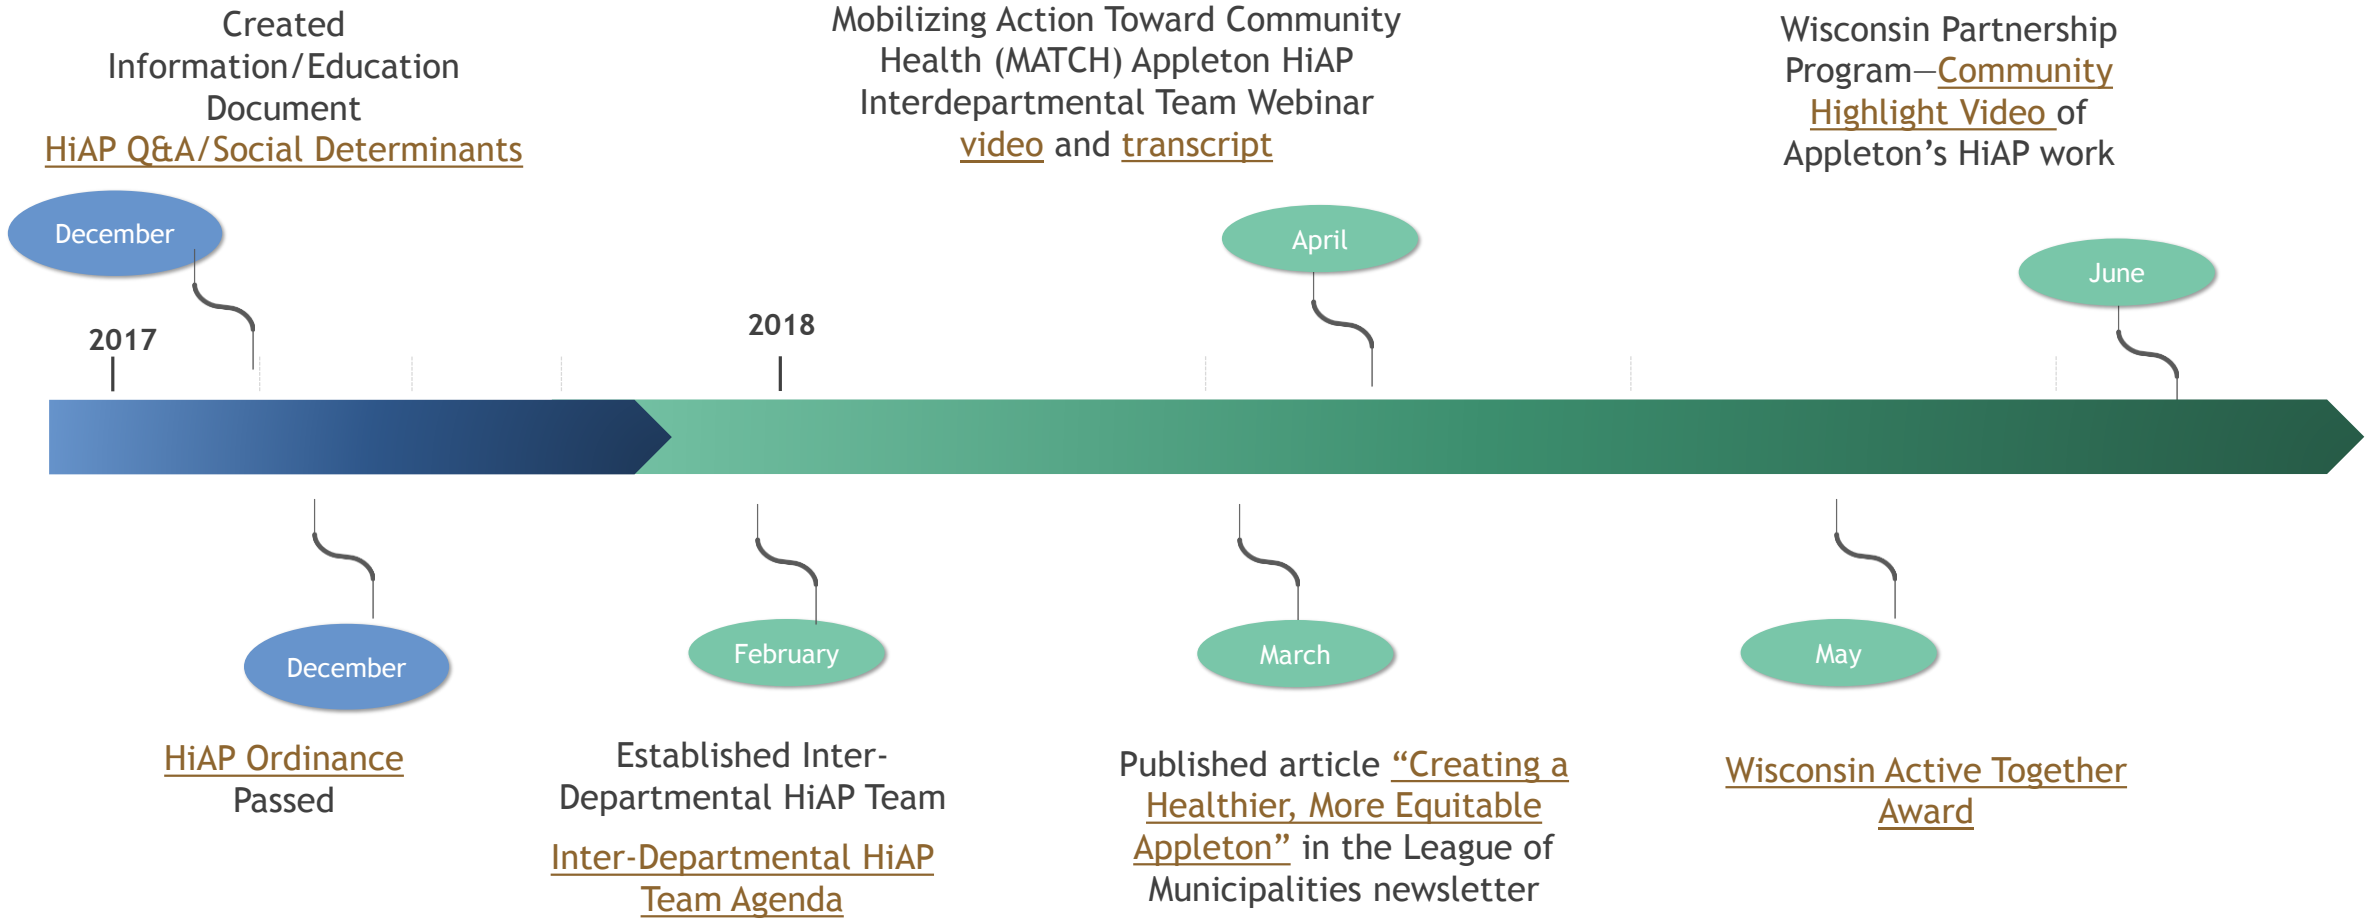 Created
Information/Education
Document
HiAP Q&A/Social Determinants
Mobilizing Action Toward Community
Health (MATCH) Appleton HiAP
Interdepartmental Team Webinar
video and transcript
Wisconsin Partnership
Program—Community
Highlight Video of
Appleton’s HiAP work
December
April
June
2017
2018
December
February
March
May
HiAP Ordinance
Passed
Established Inter-
Departmental HiAP Team
Inter-Departmental HiAP
Team Agenda
Published article “Creating a
Healthier, More Equitable
Appleton” in the League of
Municipalities newsletter
Wisconsin Active Together
Award